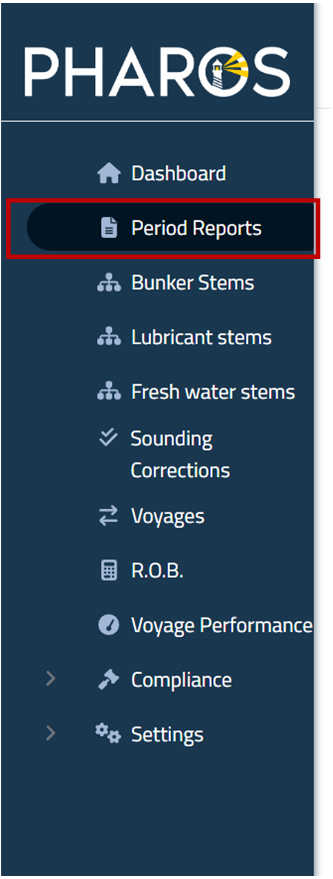 PHAROS
Dashboard
Period Reports
Bunker Stems
Lubricant stems
Fresh water stems
Sounding
Corrections
Voyages
R.O.B.
Voyage Performance
Compliance
Settings